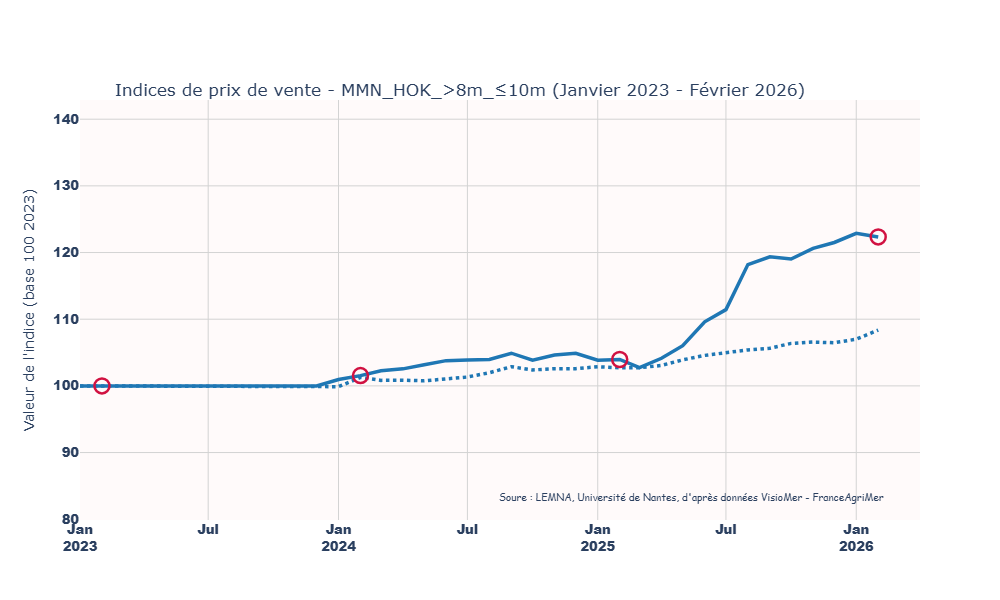 Indices de prix de vente - MMN_HOK_>8m_≤10m (Janvier 2023 - Février 2026)
Valeur de l'indice (base 100 2023)
140
130
120
110
100
90
80
Soure : LEMNA, Université de Nantes, d'après données VisioMer - FranceAgriMer
Jan Jul Jan Jul Jan Jul Jan
2023 2024 2025 2026